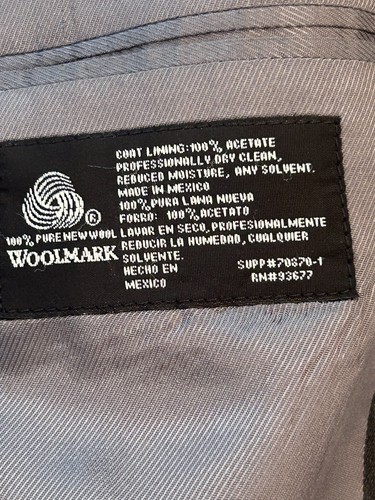 COAT LINING:100% ACETATE
PROFESSIONALLY DRY CLEAN,
REDUCED MOISTURE, ANY SOLVENT.
MADE IN MEXICO
100% PURA LANA NUEVA
FORRO: 100% ACETATO
®
100% PURE NEW WOOL
WOOLMARK
LAVAR EN SECO, PROFESIONALMENTE
REDUCIR LA HUMEDAD, CUALQUIER
SOLVENTE.
HECHO EN
MEXICO
SUPP#70370-1
RN#93677